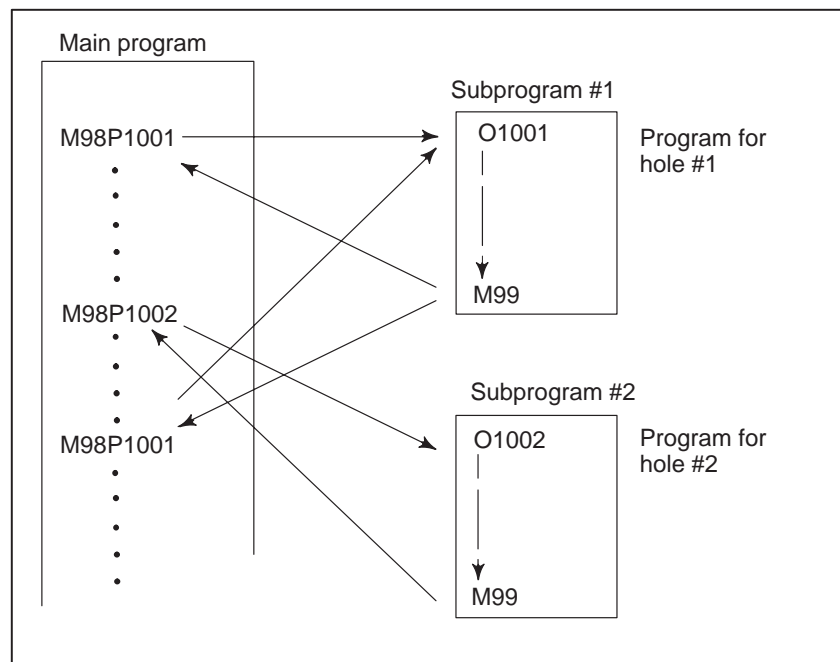 Main program
M98P1001
M98P1002
M98P1001
Subprogram #1
O1001
M99
Program for
hole #1
Subprogram #2
O1002
M99
Program for
hole #2